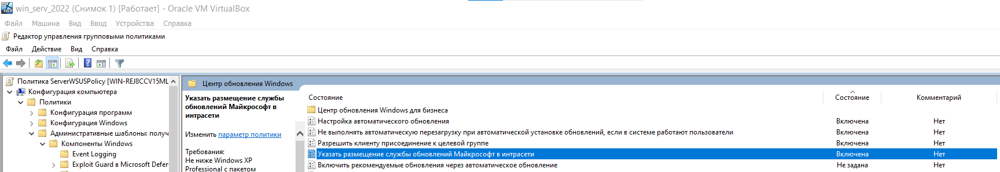 win_serv_2022 (Снимок 1) [Работает] - Oracle VM VirtualBox
Файл Машина Вид Ввод Устройства Справка
Редактор управления групповыми политиками
Файл Действие Вид Справка
Политика ServerWSUSPolicy [WIN-REJ8CCV15ML
Конфигурация компьютера
Политики
Конфигурация программ
Конфигурация Windows
Административные шаблоны: получ
Компоненты Windows
Event Logging
Exploit Guard в Microsoft Defen
Центр обновления Windows
Указать размещение службы
обновлений Майкрософт в
интрасети
Изменить параметр политики
Требования:
Не ниже Windows XP
Professional с пакетом
Состояние Состояние Комментарий
Центр обновления Windows для бизнеса
Настройка автоматического обновления Включена Нет
Не выполнять автоматическую перезагрузку при автоматической установке обновлений, если в системе работают пользователи Включена Нет
Разрешить клиенту присоединение к целевой группе Включена Нет
Указать размещение службы обновлений Майкрософт в интрасети Включена Нет
Включить рекомендуемые обновления через автоматическое обновление Не задана Нет